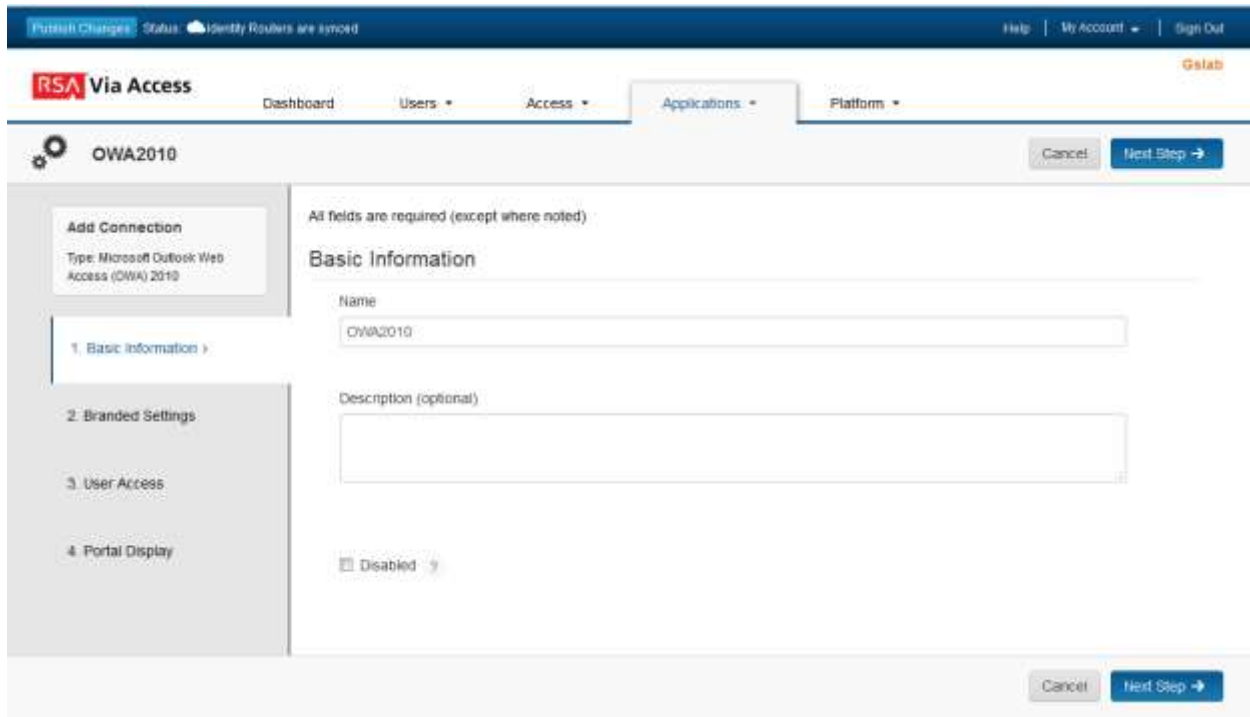 Publish Changes Status: Identity Routers are synced Help My Account Sign Out
Gslab
RSA Via Access
Dashboard Users Access Applications Platform
OWA2010 Cancel Next Step
All fields are required (except where noted)
Add Connection
Type: Microsoft Outlook Web
Access (OWA) 2010
Basic Information
Name
OWA2010
1. Basic Information
Description (optional)
2. Branded Settings
3. User Access
4. Portal Display
Disabled ?
Cancel Next Step